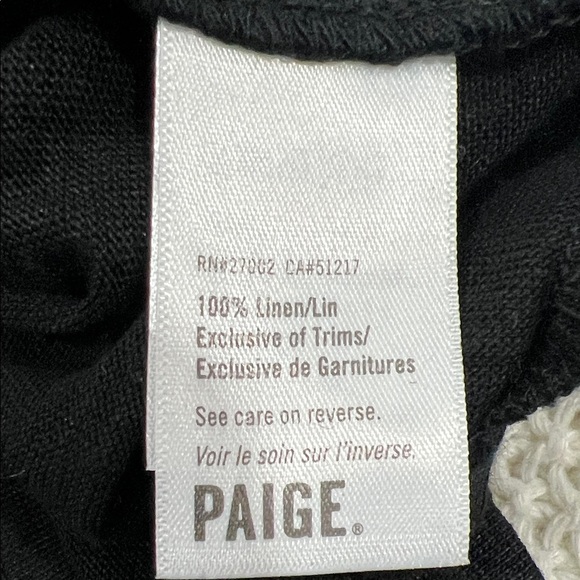 RN#27002 CA#51217
100% Linen/Lin
Exclusive of Trims/
Exclusive de Garnitures
See care on reverse.
Voir le soin sur l'inverse.
PAIGE®